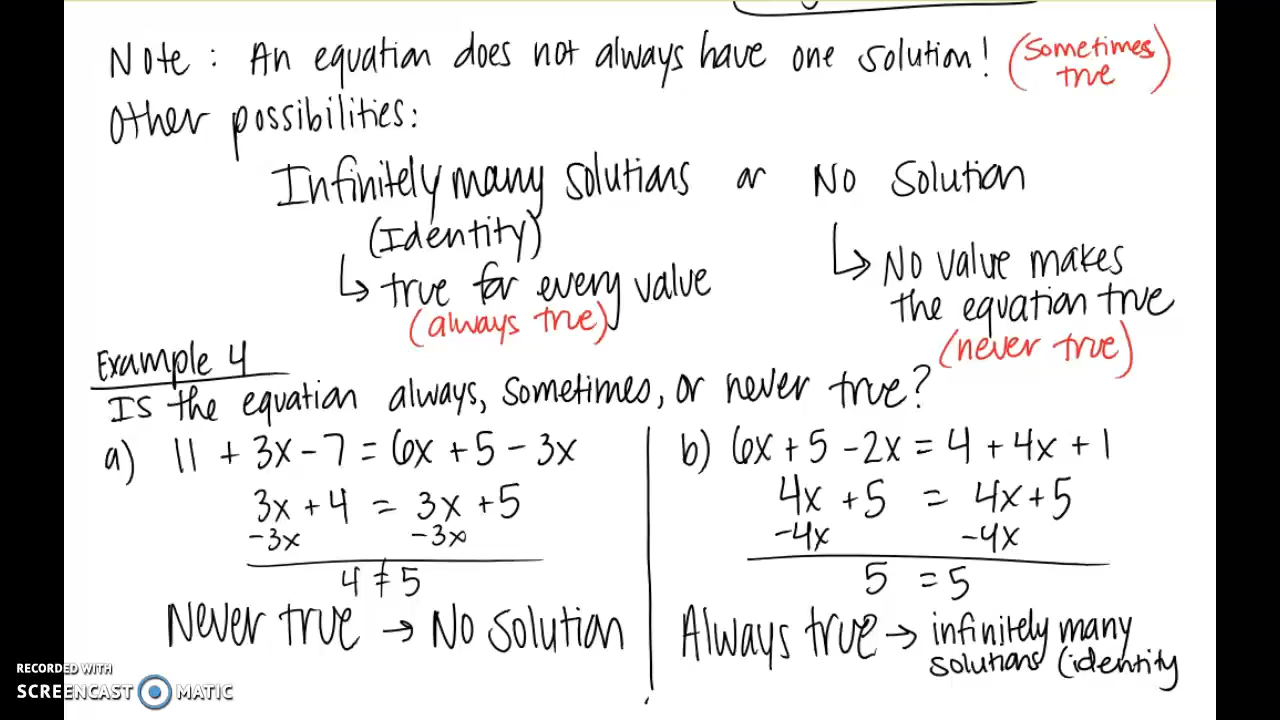 Note: An equation does not always have one solution! (Sometimes true)
Other possibilities:
Infinitely many solutions or No Solution
(Identity)
↳ true for every value
(always true)
↳ No value makes
the equation true
(never true)
Example 4
Is the equation always, sometimes, or never true?
a) 11 + 3x - 7 = 6x + 5 - 3x
3x + 4 = 3x + 5
-3x -3x
4 ≠ 5
Never true → No Solution
b) 6x + 5 - 2x = 4 + 4x + 1
4x + 5 = 4x + 5
-4x -4x
5 = 5
Always true → infinitely many
solutions (identity
RECORDED WITH
SCREENCAST MATIC